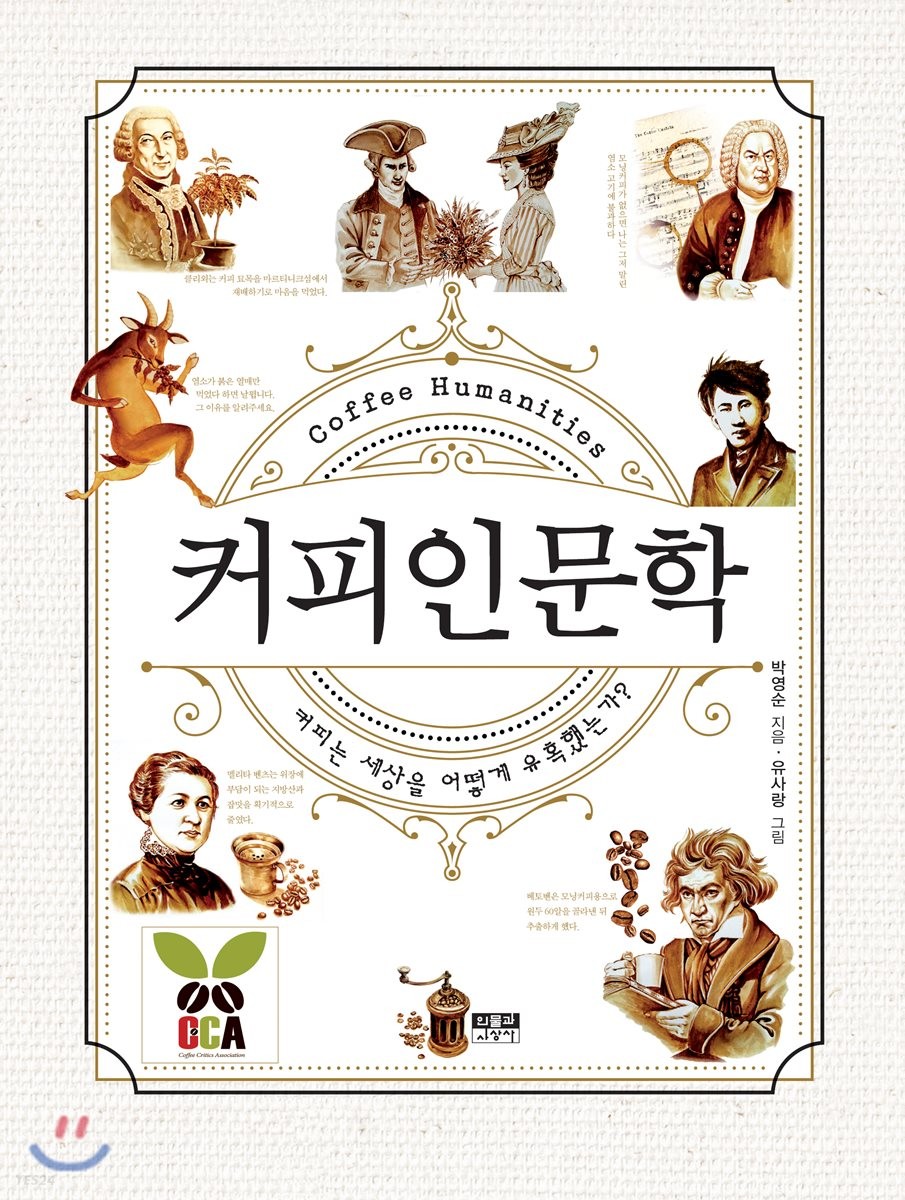 The Coffee Cantata
모닝커피가 없으면 나는 그저 말린
염소 고기에 불과하다.
클리외는 커피 묘목을 마르티니크섬에서
재배하기로 마음을 먹었다.
염소가 붉은 열매만
먹었다 하면 날뜁니다.
그 이유를 알려주세요.
Coffee Humanities
커피인문학
커피는 세상을 어떻게 유혹했는가?
박영순 지음 · 유사랑 그림
멜리타 벤츠는 위장에
부담이 되는 지방산과
잡맛을 획기적으로
줄였다.
베토벤은 모닝커피용으로
원두 60알을 골라낸 뒤
추출하게 했다.
CCA
Coffee Critics Association
인물과
사상사
YES24